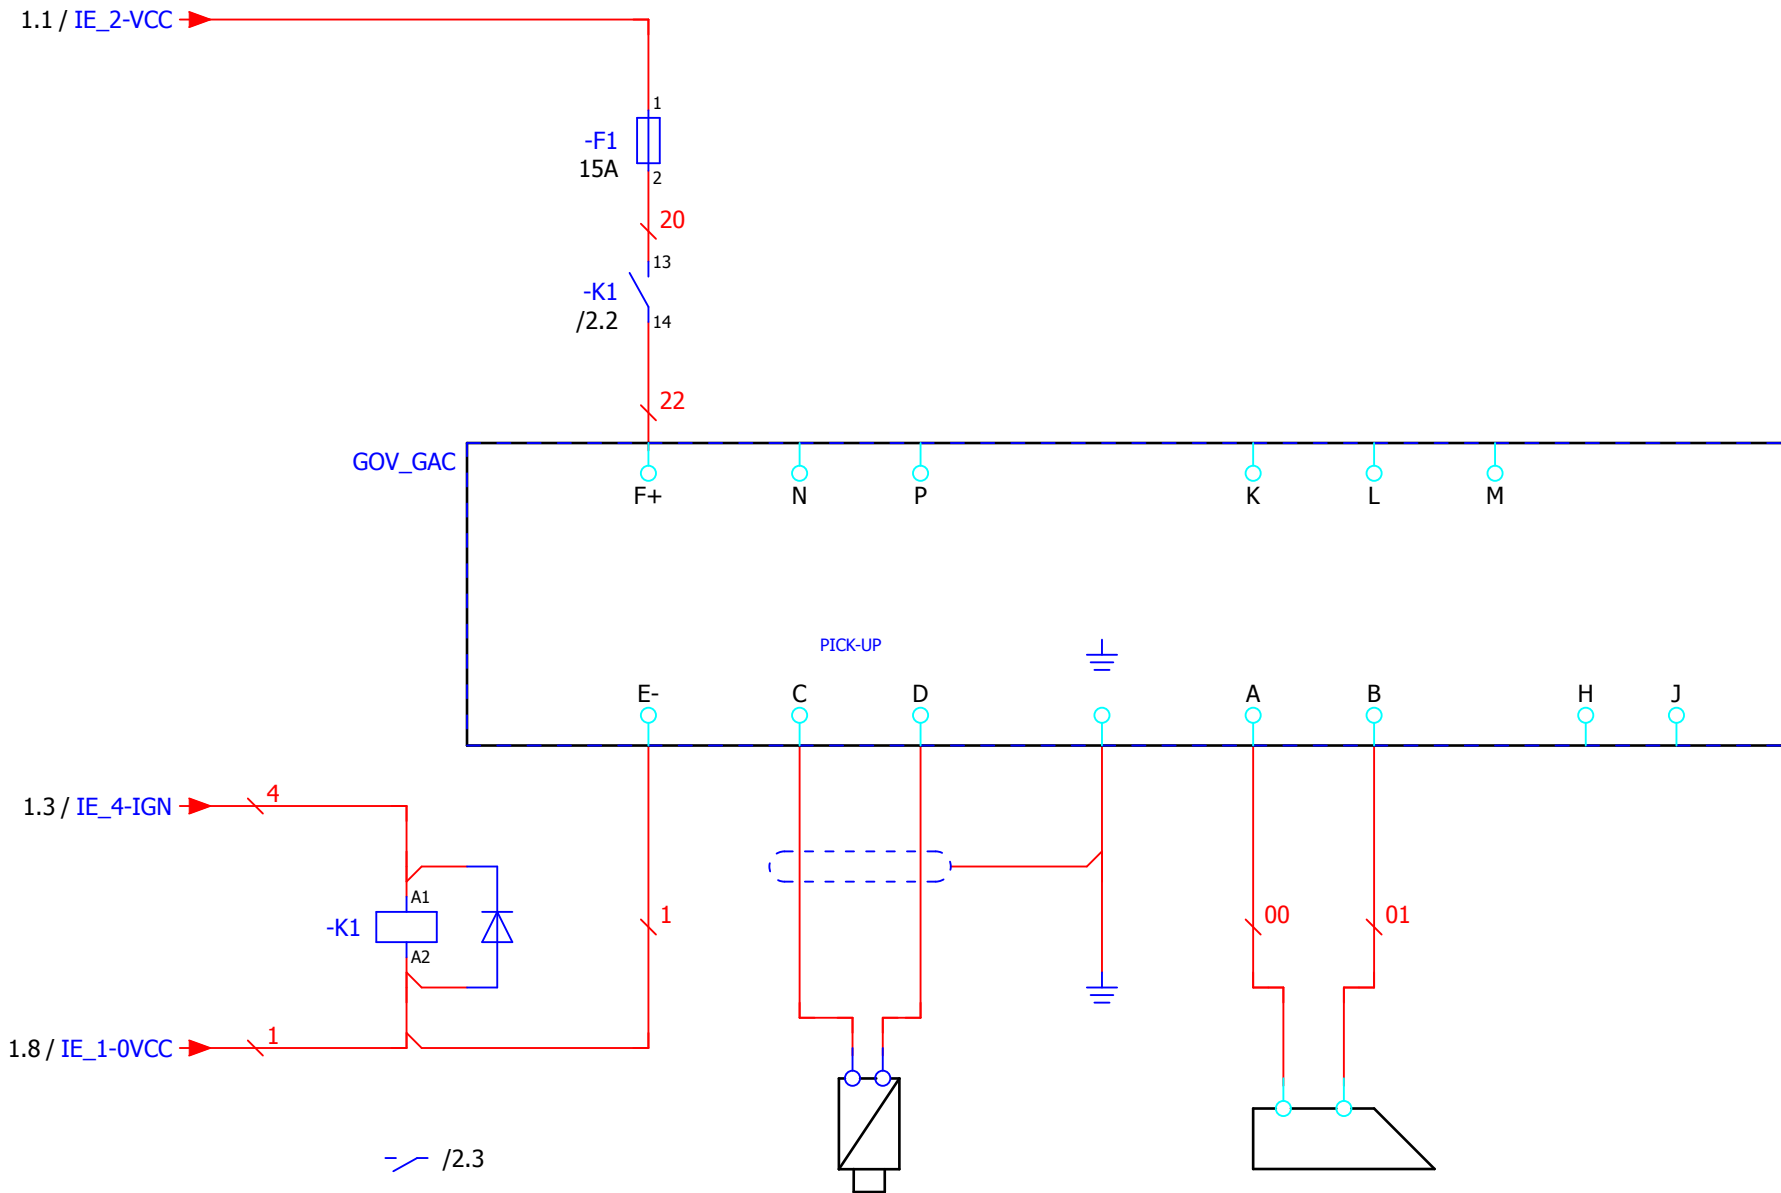 1.1 / IE_2-VCC
1
-F1
15A
2
20
13
-K1
/2.2
14
22
GOV_GAC
F+ N P K L M
PICK-UP
E- C D A B H J
1.3 / IE_4-IGN 4
A1
-K1
A2
1
00
01
1.8 / IE_1-0VCC 1
/2.3